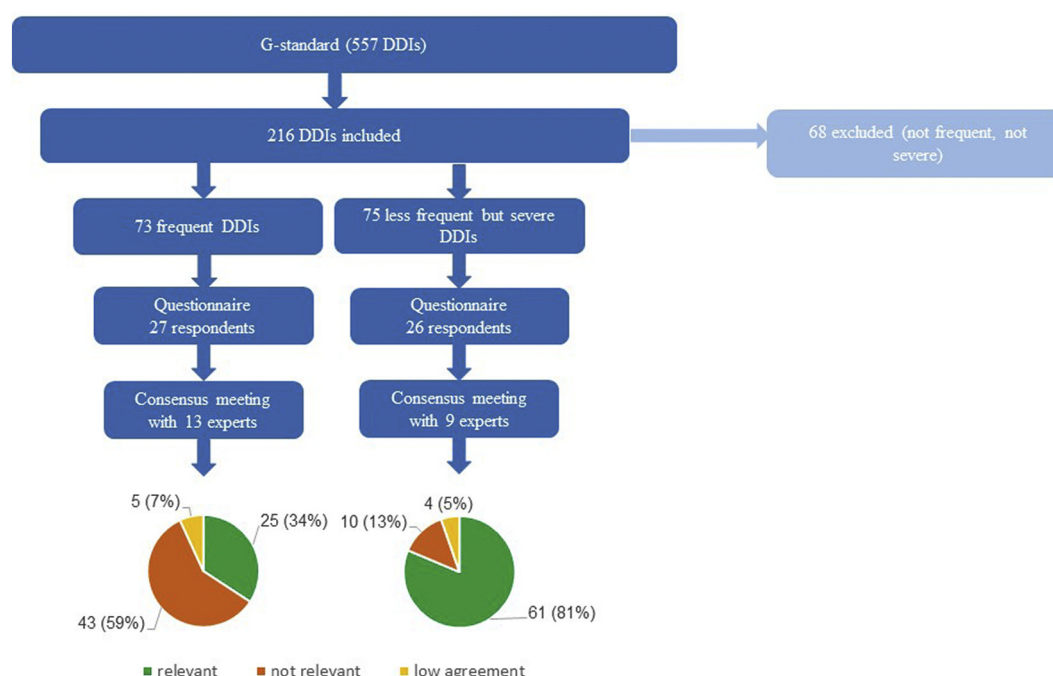 G-standard (557 DDIs)
216 DDIs included
68 excluded (not frequent, not
severe)
73 frequent DDIs
75 less frequent but severe
DDIs
Questionnaire
27 respondents
Questionnaire
26 respondents
Consensus meeting
with 13 experts
Consensus meeting
with 9 experts
5 (7%)
25 (34%)
43 (59%)
4 (5%)
10 (13%)
61 (81%)
relevant
not relevant
low agreement